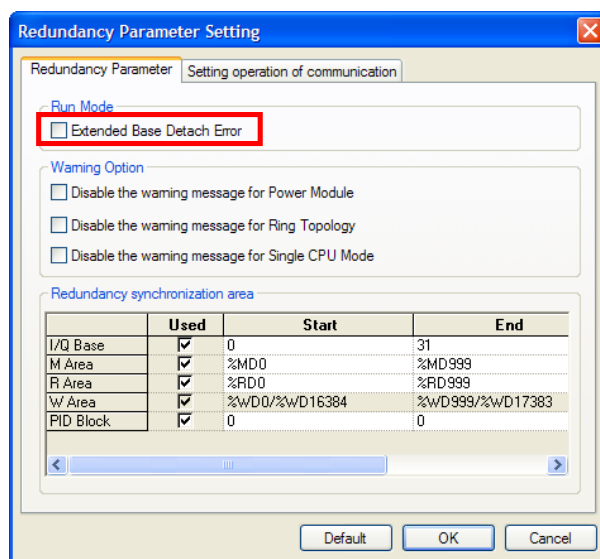 Redundancy Parameter Setting
Redundancy Parameter Setting operation of communication
Run Mode
Extended Base Detach Error
Warning Option
Disable the warning message for Power Module
Disable the warning message for Ring Topology
Disable the warning message for Single CPU Mode
Redundancy synchronization area
Used Start End
I/Q Base 0 31
M Area %MD0 %MD999
R Area %RD0 %RD999
W Area %WD0/%WD16384 %WD999/%WD17383
PID Block 0 0
Default OK Cancel